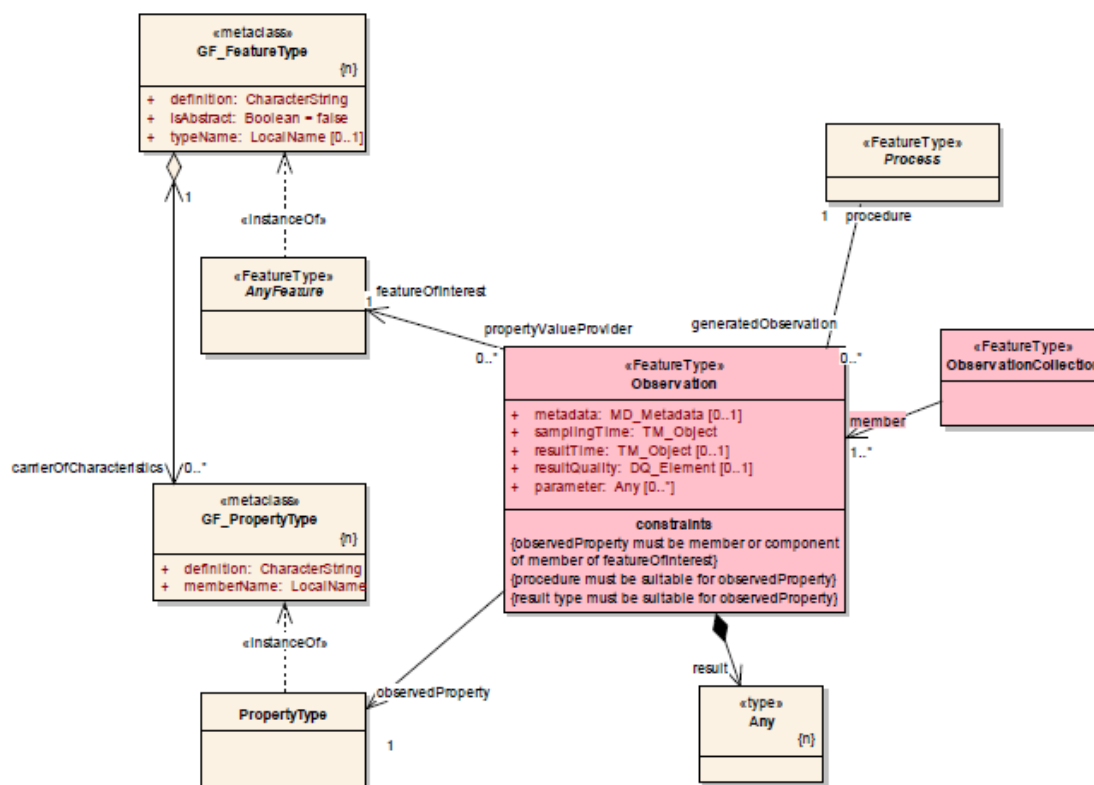 «metaclass»
GF_FeatureType
{n}
+ definition: CharacterString
+ isAbstract: Boolean = false
+ typeName: LocalName [0..1]
«FeatureType»
Process
1
1 procedure
«instanceOf»
«FeatureType»
AnyFeature
1
featureOfInterest
propertyValueProvider
0..*
generatedObservation
0..*
«FeatureType»
Observation
+ metadata: MD_Metadata [0..1]
+ samplingTime: TM_Object
+ resultTime: TM_Object [0..1]
+ resultQuality: DQ_Element [0..1]
+ parameter: Any [0..*]
constraints
{observedProperty must be member or component
of member of featureOfInterest}
{procedure must be suitable for observedProperty}
{result type must be suitable for observedProperty}
«FeatureType»
ObservationCollection
member
1..*
carrierOfCharacteristics
0..*
«metaclass»
GF_PropertyType
{n}
+ definition: CharacterString
+ memberName: LocalName
«instanceOf»
observedProperty
1
PropertyType
result
«type»
Any
{n}